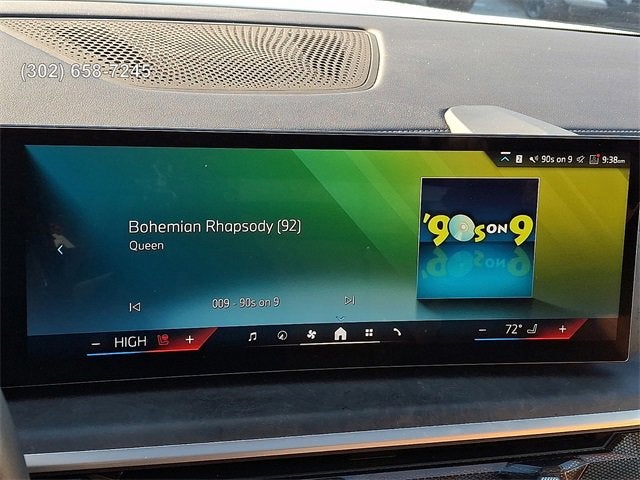 (302) 658-7245
90s on 9 9:38am
Bohemian Rhapsody (92)
Queen
'90s ON 9
009 - 90s on 9
− HIGH +
− 72° +